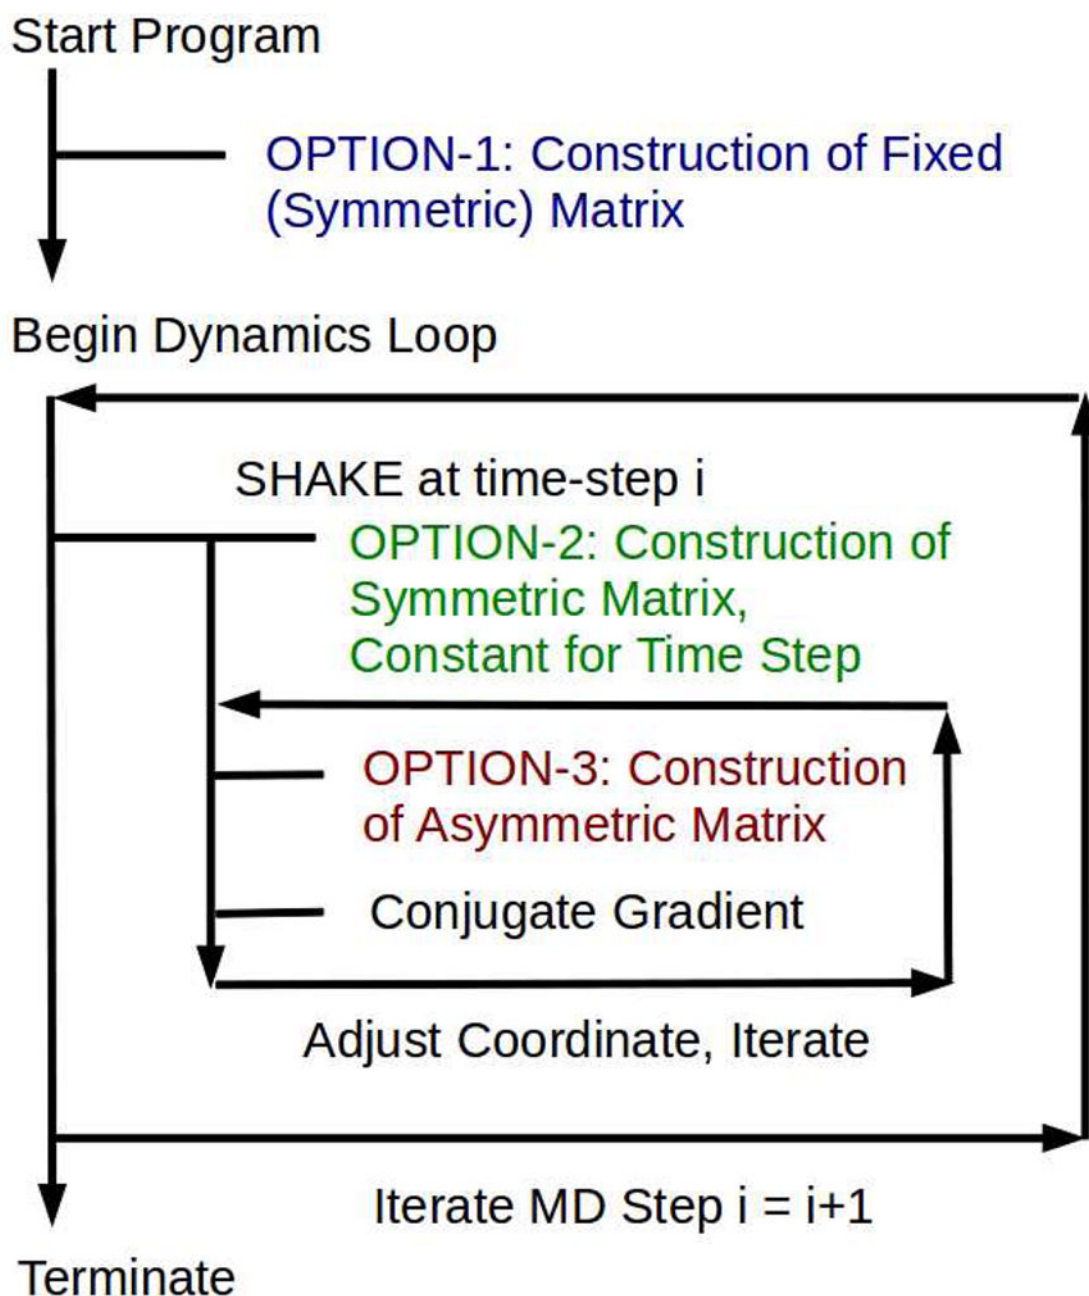 Start Program
OPTION-1: Construction of Fixed
(Symmetric) Matrix
Begin Dynamics Loop
SHAKE at time-step i
OPTION-2: Construction of
Symmetric Matrix,
Constant for Time Step
OPTION-3: Construction
of Asymmetric Matrix
Conjugate Gradient
Adjust Coordinate, Iterate
Iterate MD Step i = i+1
Terminate